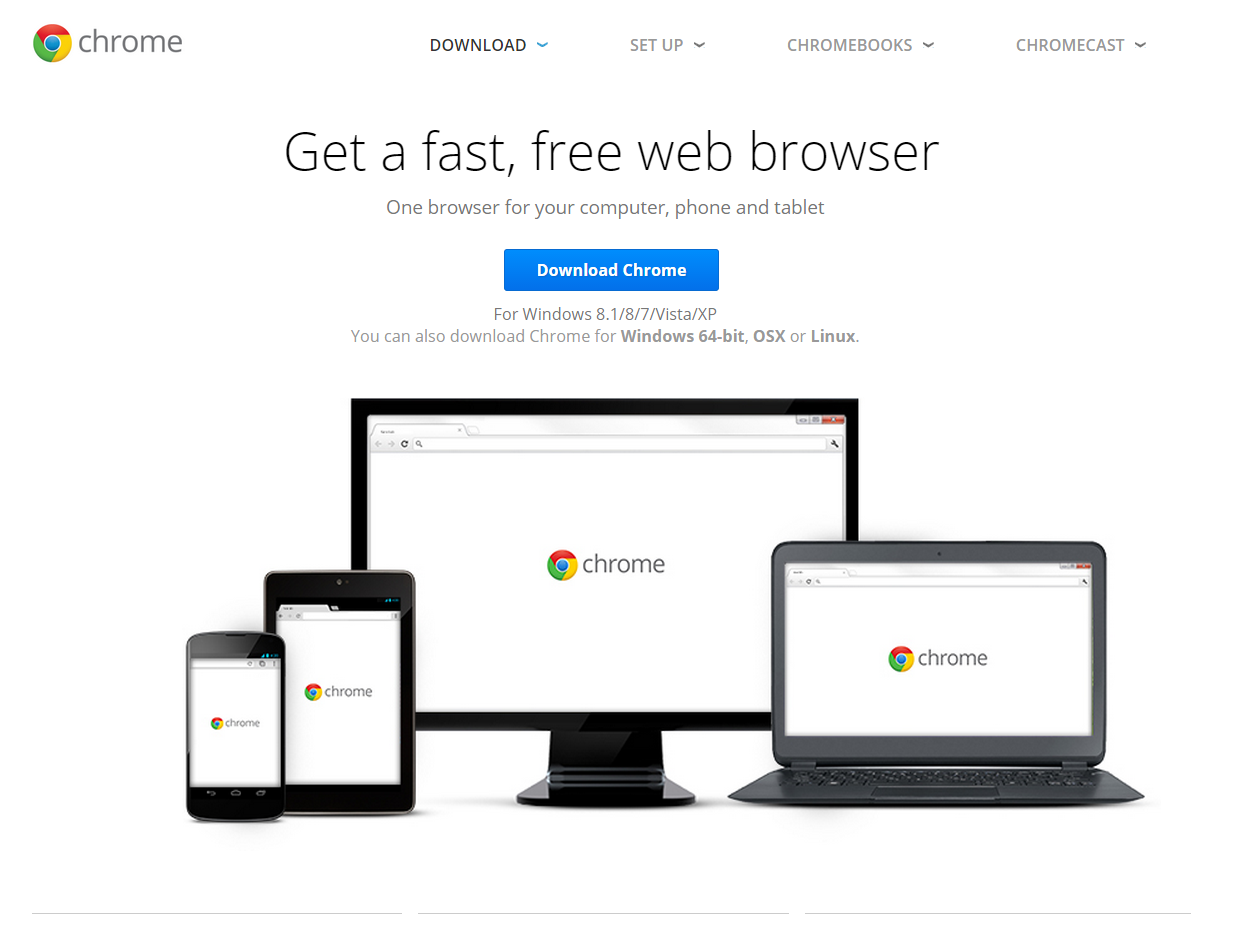 chrome
DOWNLOAD
SET UP
CHROMEBOOKS
CHROMECAST
Get a fast, free web browser
One browser for your computer, phone and tablet
Download Chrome
For Windows 8.1/8/7/Vista/XP
You can also download Chrome for Windows 64-bit, OSX or Linux.
chrome
chrome
chrome
chrome